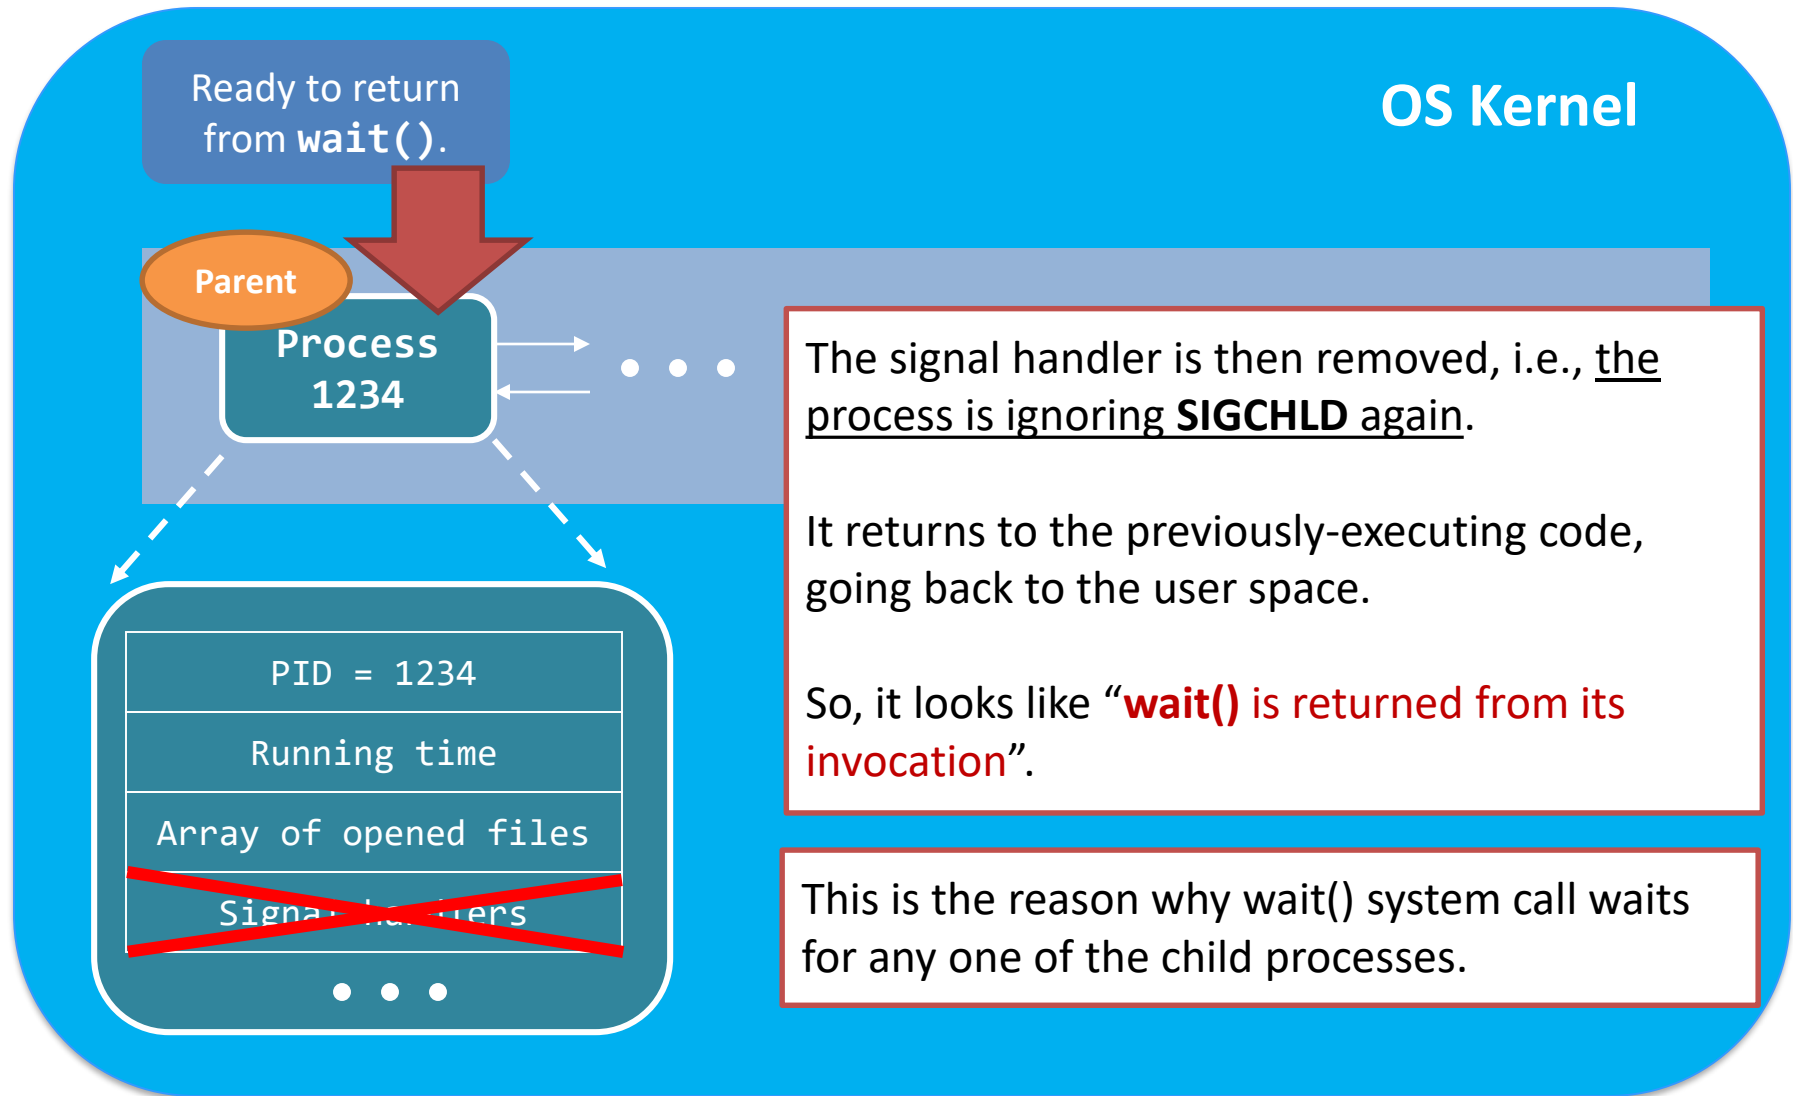 Ready to return
from wait().
OS Kernel
Parent
Process
1234
The signal handler is then removed, i.e., the
process is ignoring SIGCHLD again.
It returns to the previously-executing code,
going back to the user space.
So, it looks like “wait() is returned from its
invocation”.
PID = 1234
Running time
Array of opened files
Signal handlers
This is the reason why wait() system call waits
for any one of the child processes.